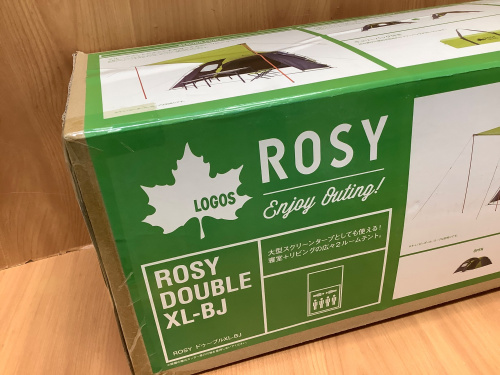 ROSY
LOGOS
Enjoy Outing!
ROSY
DOUBLE
XL-BJ
大型スクリーンタープとしても使える!
寝室+リビングの広々2ルームテント。
ROSY ドゥーブルXL-BJ